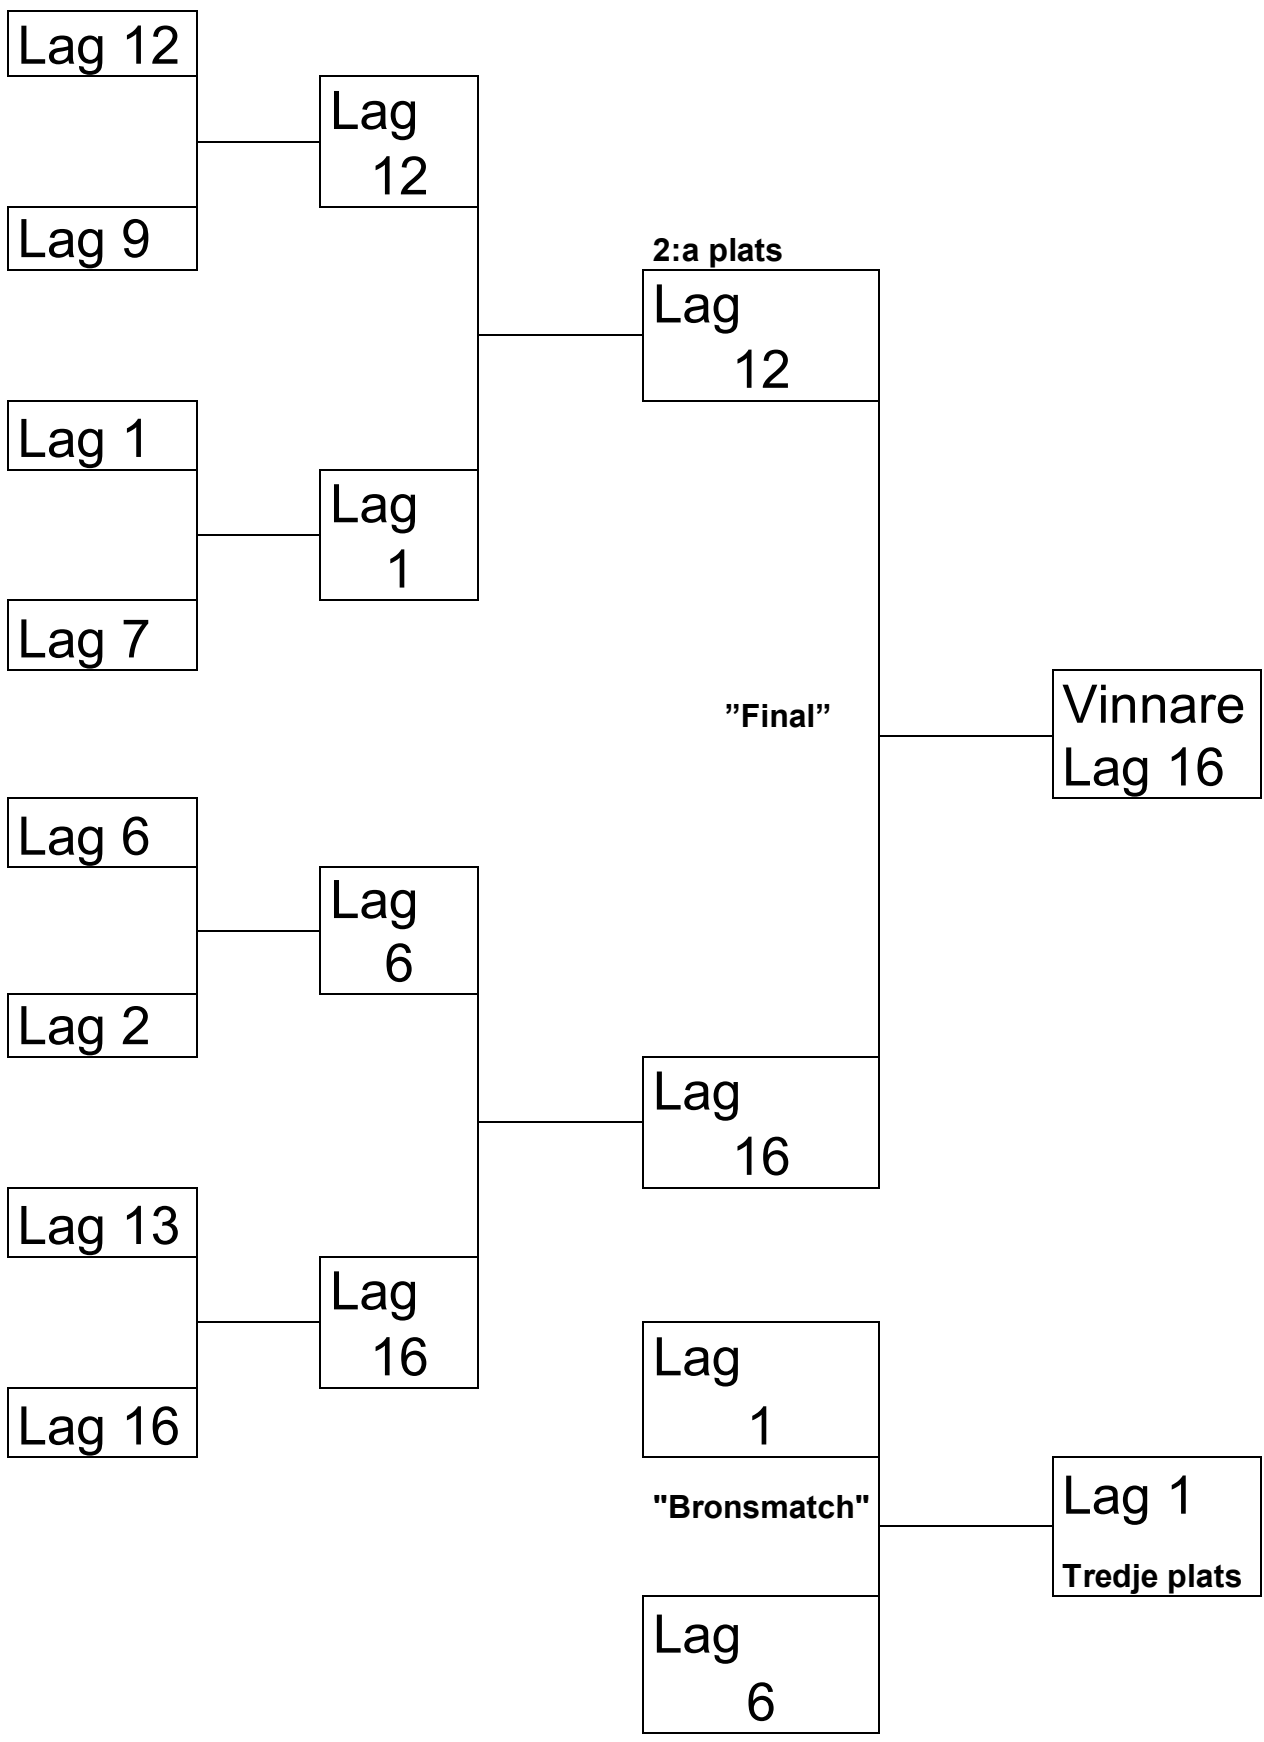 Lag 12
Lag 9
Lag 1
Lag 7
Lag 6
Lag 2
Lag 13
Lag 16
Lag
12
Lag
1
Lag
6
Lag
16
2:a plats
Lag
12
”Final”
Lag
16
Vinnare
Lag 16
Lag
1
"Bronsmatch"
Lag
6
Lag 1
Tredje plats